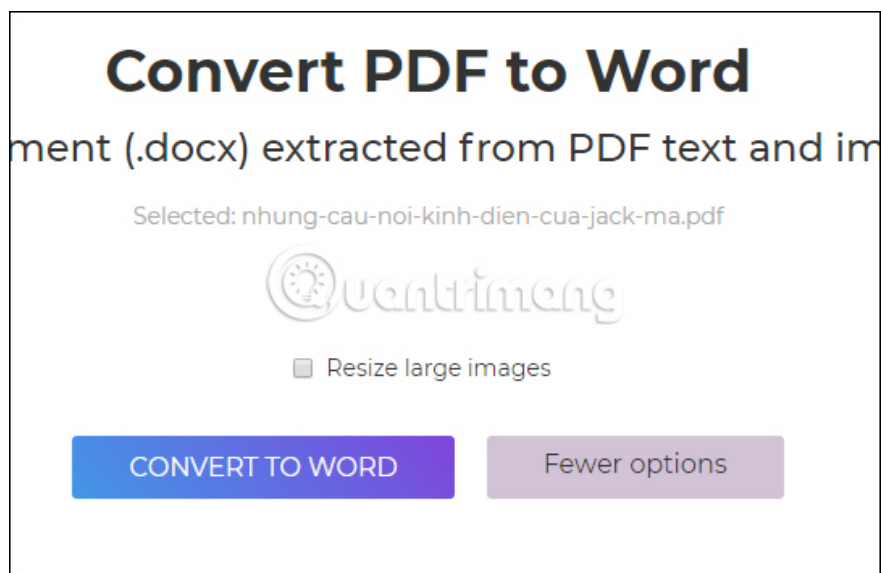 Convert PDF to Word
ment (.docx) extracted from PDF text and im
Selected: nhung-cau-noi-kinh-dien-cua-jack-ma.pdf
Quantrimang
Resize large images
CONVERT TO WORD
Fewer options